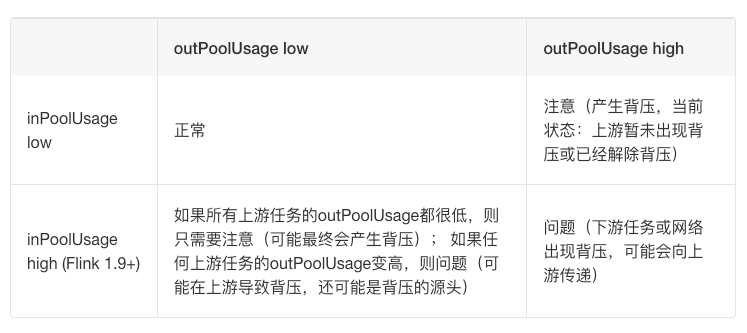 outPoolUsage low
outPoolUsage high
inPoolUsage
low
正常
注意（产生背压，当前
状态：上游暂未出现背
压或已经解除背压）
inPoolUsage
high (Flink 1.9+)
如果所有上游任务的outPoolUsage都很低，则
只需要注意（可能最终会产生背压）； 如果任
何上游任务的outPoolUsage变高，则问题（可
能在上游导致背压，还可能是背压的源头）
问题（下游任务或网络
出现背压，可能会向上
游传递）